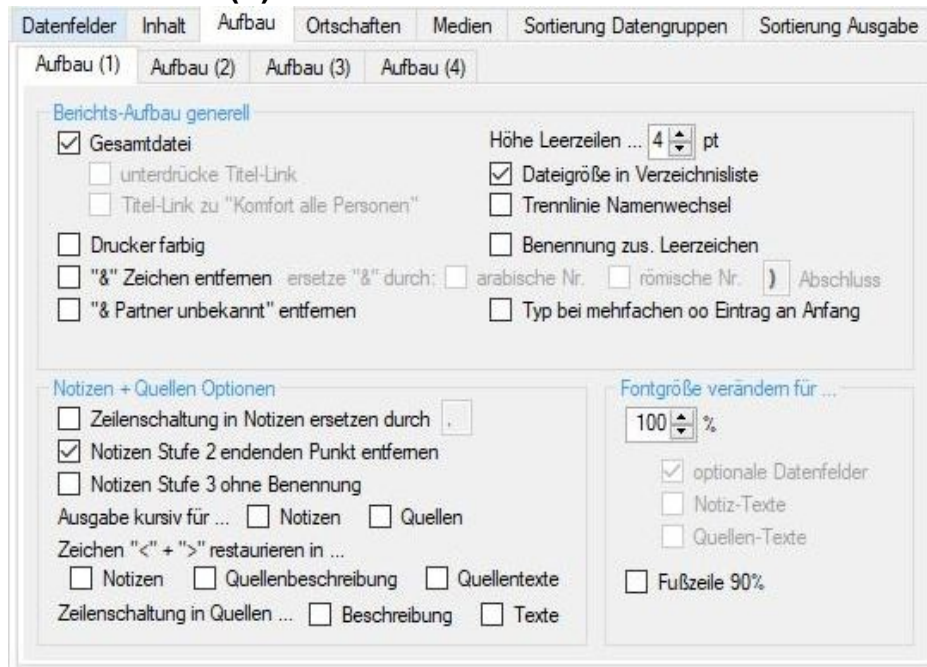 Datenfelder Inhalt Aufbau Ortschaften Medien Sortierung Datengruppen Sortierung Ausgabe
Aufbau (1) Aufbau (2) Aufbau (3) Aufbau (4)
Berichts-Aufbau generell
Gesamtdatei Höhe Leerzeilen ... 4 pt
unterdrücke Titel-Link Dateigröße in Verzeichnisliste
Titel-Link zu "Komfort alle Personen" Trennlinie Namenwechsel
Drucker farbig Benennung zus. Leerzeichen
"&" Zeichen entfernen ersetze "&" durch: arabische Nr. römische Nr. ) Abschluss
"& Partner unbekannt" entfernen Typ bei mehrfachen oo Eintrag an Anfang
Notizen + Quellen Optionen
Zeilenschaltung in Notizen ersetzen durch .
Notizen Stufe 2 endenden Punkt entfernen
Notizen Stufe 3 ohne Benennung
Ausgabe kursiv für ... Notizen Quellen
Zeichen "<" + ">" restaurieren in ...
Notizen Quellenbeschreibung Quellentexte
Zeilenschaltung in Quellen ... Beschreibung Texte
Fontgröße verändern für ...
100 %
optionale Datenfelder
Notiz-Texte
Quellen-Texte
Fußzeile 90%